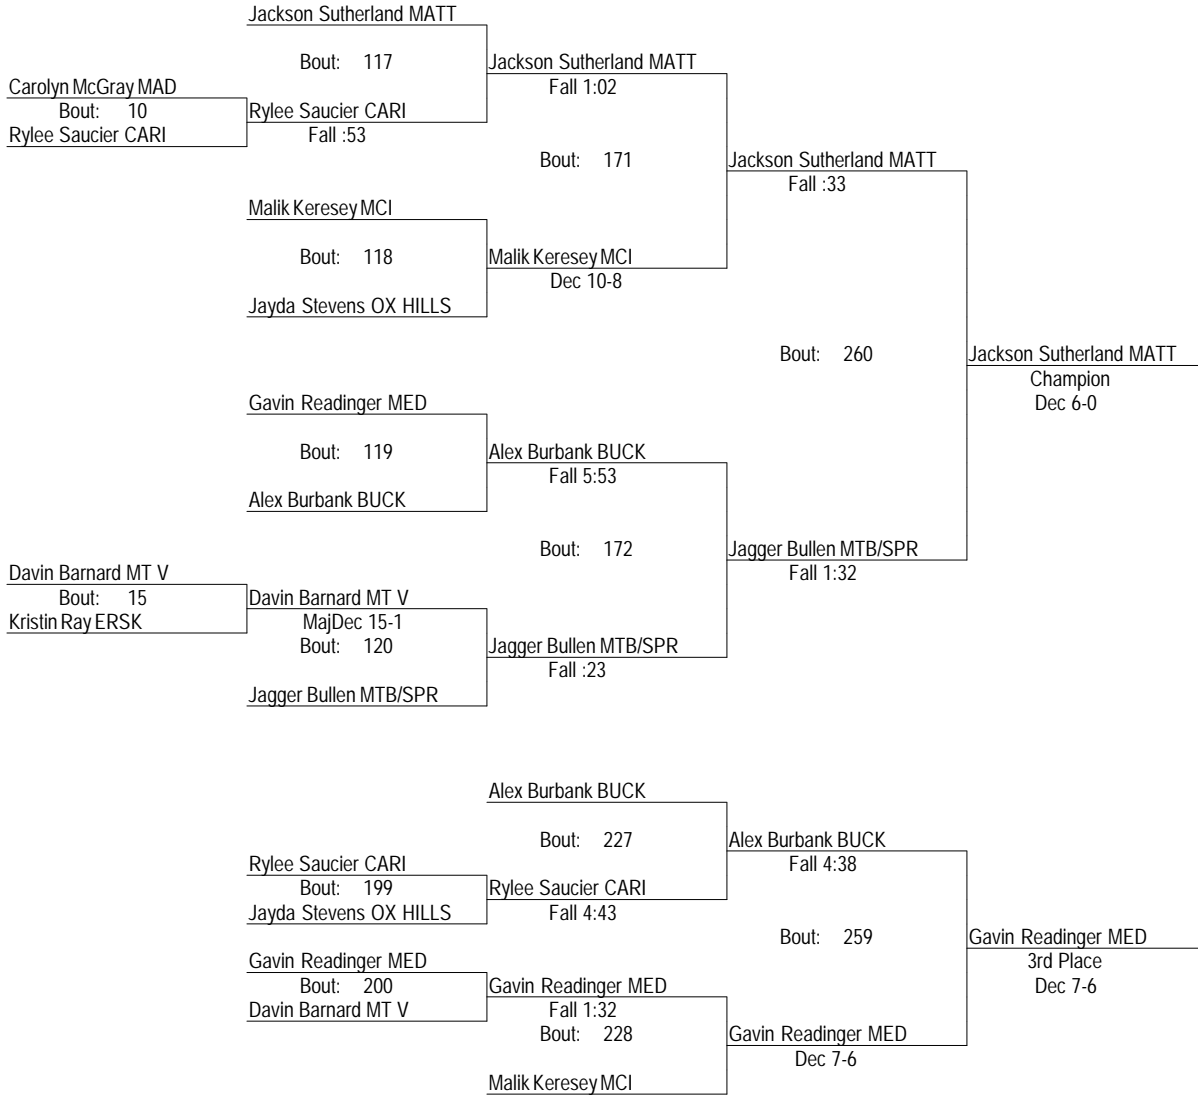 Jackson Sutherland MATT
Bout: 117
Jackson Sutherland MATT
Carolyn McGray MAD
Fall 1:02
Bout: 10
Rylee Saucier CARI
Rylee Saucier CARI
Fall :53
Bout: 171
Jackson Sutherland MATT
Fall :33
Malik Keresey MCI
Bout: 118
Malik Keresey MCI
Dec 10-8
Jayda Stevens OX HILLS
Bout: 260
Jackson Sutherland MATT
Champion
Dec 6-0
Gavin Readinger MED
Bout: 119
Alex Burbank BUCK
Fall 5:53
Alex Burbank BUCK
Bout: 172
Jagger Bullen MTB/SPR
Fall 1:32
Davin Barnard MT V
Bout: 15
Davin Barnard MT V
Kristin Ray ERSK
MajDec 15-1
Bout: 120
Jagger Bullen MTB/SPR
Fall :23
Jagger Bullen MTB/SPR
Alex Burbank BUCK
Bout: 227
Alex Burbank BUCK
Fall 4:38
Rylee Saucier CARI
Bout: 199
Rylee Saucier CARI
Jayda Stevens OX HILLS
Fall 4:43
Bout: 259
Gavin Readinger MED
3rd Place
Dec 7-6
Gavin Readinger MED
Bout: 200
Gavin Readinger MED
Davin Barnard MT V
Fall 1:32
Bout: 228
Gavin Readinger MED
Dec 7-6
Malik Keresey MCI